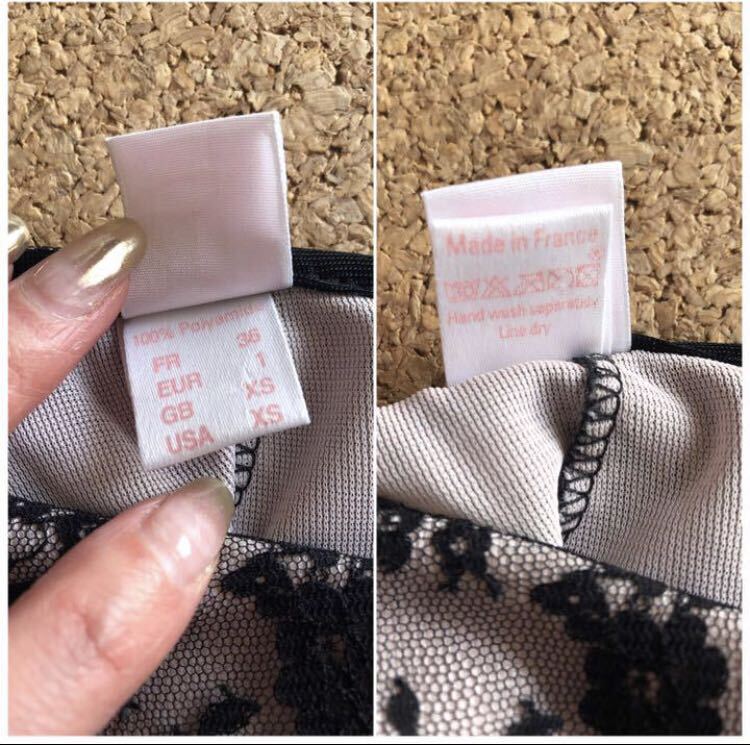 100% Polyamide
FR 36
EUR 1
GB XS
USA XS
Made in France
Hand wash separately
Line dry